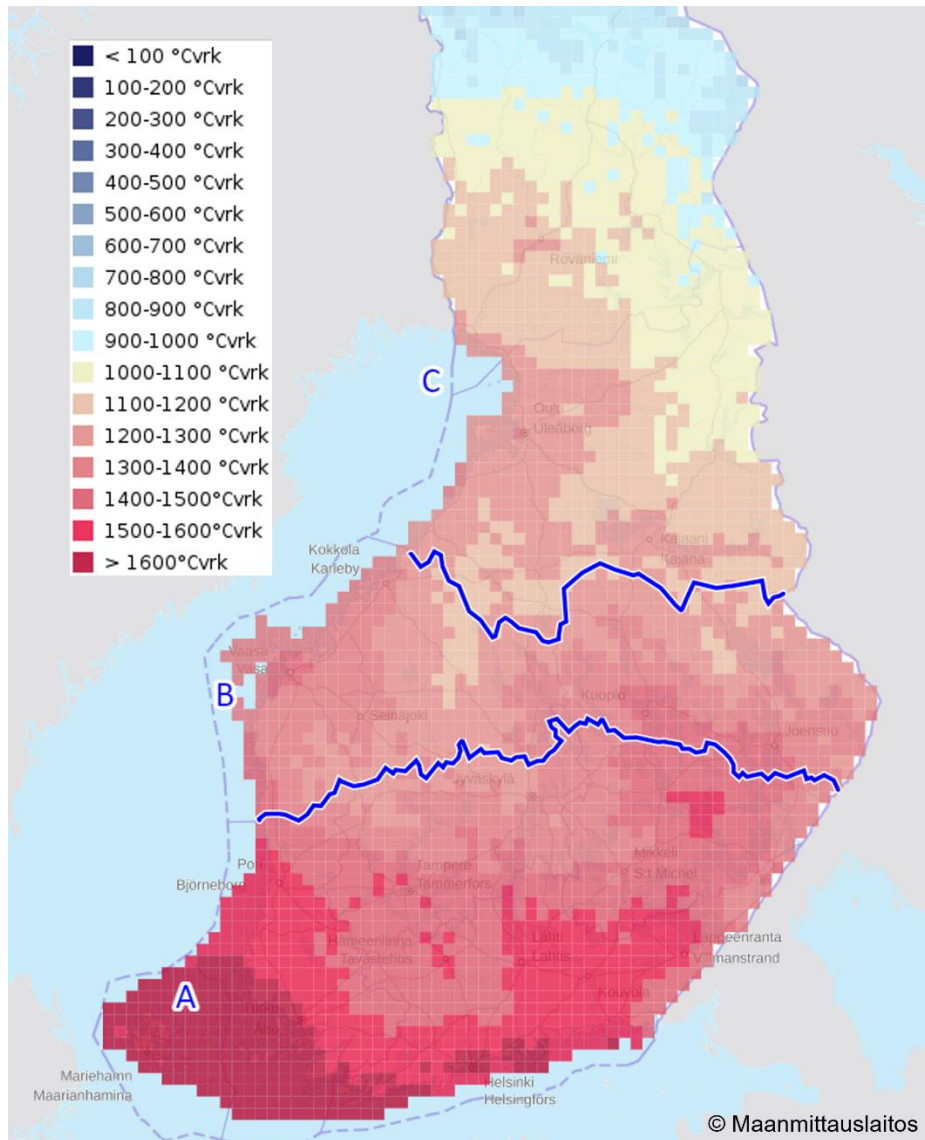 < 100 °Cvrk
100-200 °Cvrk
200-300 °Cvrk
300-400 °Cvrk
400-500 °Cvrk
500-600 °Cvrk
600-700 °Cvrk
700-800 °Cvrk
800-900 °Cvrk
900-1000 °Cvrk
1000-1100 °Cvrk
1100-1200 °Cvrk
1200-1300 °Cvrk
1300-1400 °Cvrk
1400-1500°Cvrk
1500-1600°Cvrk
> 1600°Cvrk
Rovaniemi
C
Oulu
Uleåborg
Kokkola
Karleby
Kajaani
Kajana
Vaasa
Vasa
B
Kuopio
Seinäjoki
Joensuu
Jyväskylä
Mikkeli
S:t Michel
Pori
Björneborg
Tampere
Tammerfors
Hämeenlinna
Tavastehus
Lahti
Lahtis
Lappeenranta
Villmanstrand
Kouvola
A
Turku
Åbo
Mariehamn
Maarianhamina
Helsinki
Helsingfors
© Maanmittauslaitos